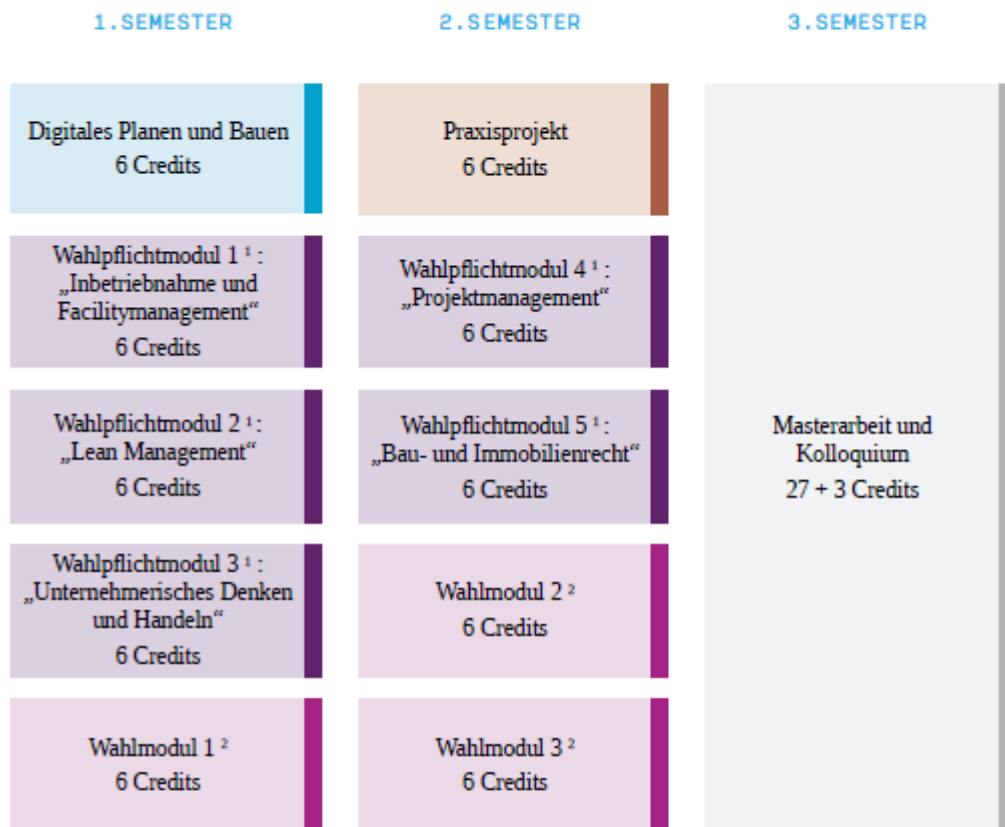 1.SEMESTER
2.SEMESTER
3.SEMESTER
Digitales Planen und Bauen
6 Credits
Wahlpflichtmodul 1 ¹ :
„Inbetriebnahme und
Facilitymanagement“
6 Credits
Wahlpflichtmodul 2 ¹ :
„Lean Management“
6 Credits
Wahlpflichtmodul 3 ¹ :
„Unternehmerisches Denken
und Handeln“
6 Credits
Wahlmodul 1 ²
6 Credits
Praxisprojekt
6 Credits
Wahlpflichtmodul 4 ¹ :
„Projektmanagement“
6 Credits
Wahlpflichtmodul 5 ¹ :
„Bau- und Immobilienrecht“
6 Credits
Wahlmodul 2 ²
6 Credits
Wahlmodul 3 ²
6 Credits
Masterarbeit und
Kolloquium
27 + 3 Credits